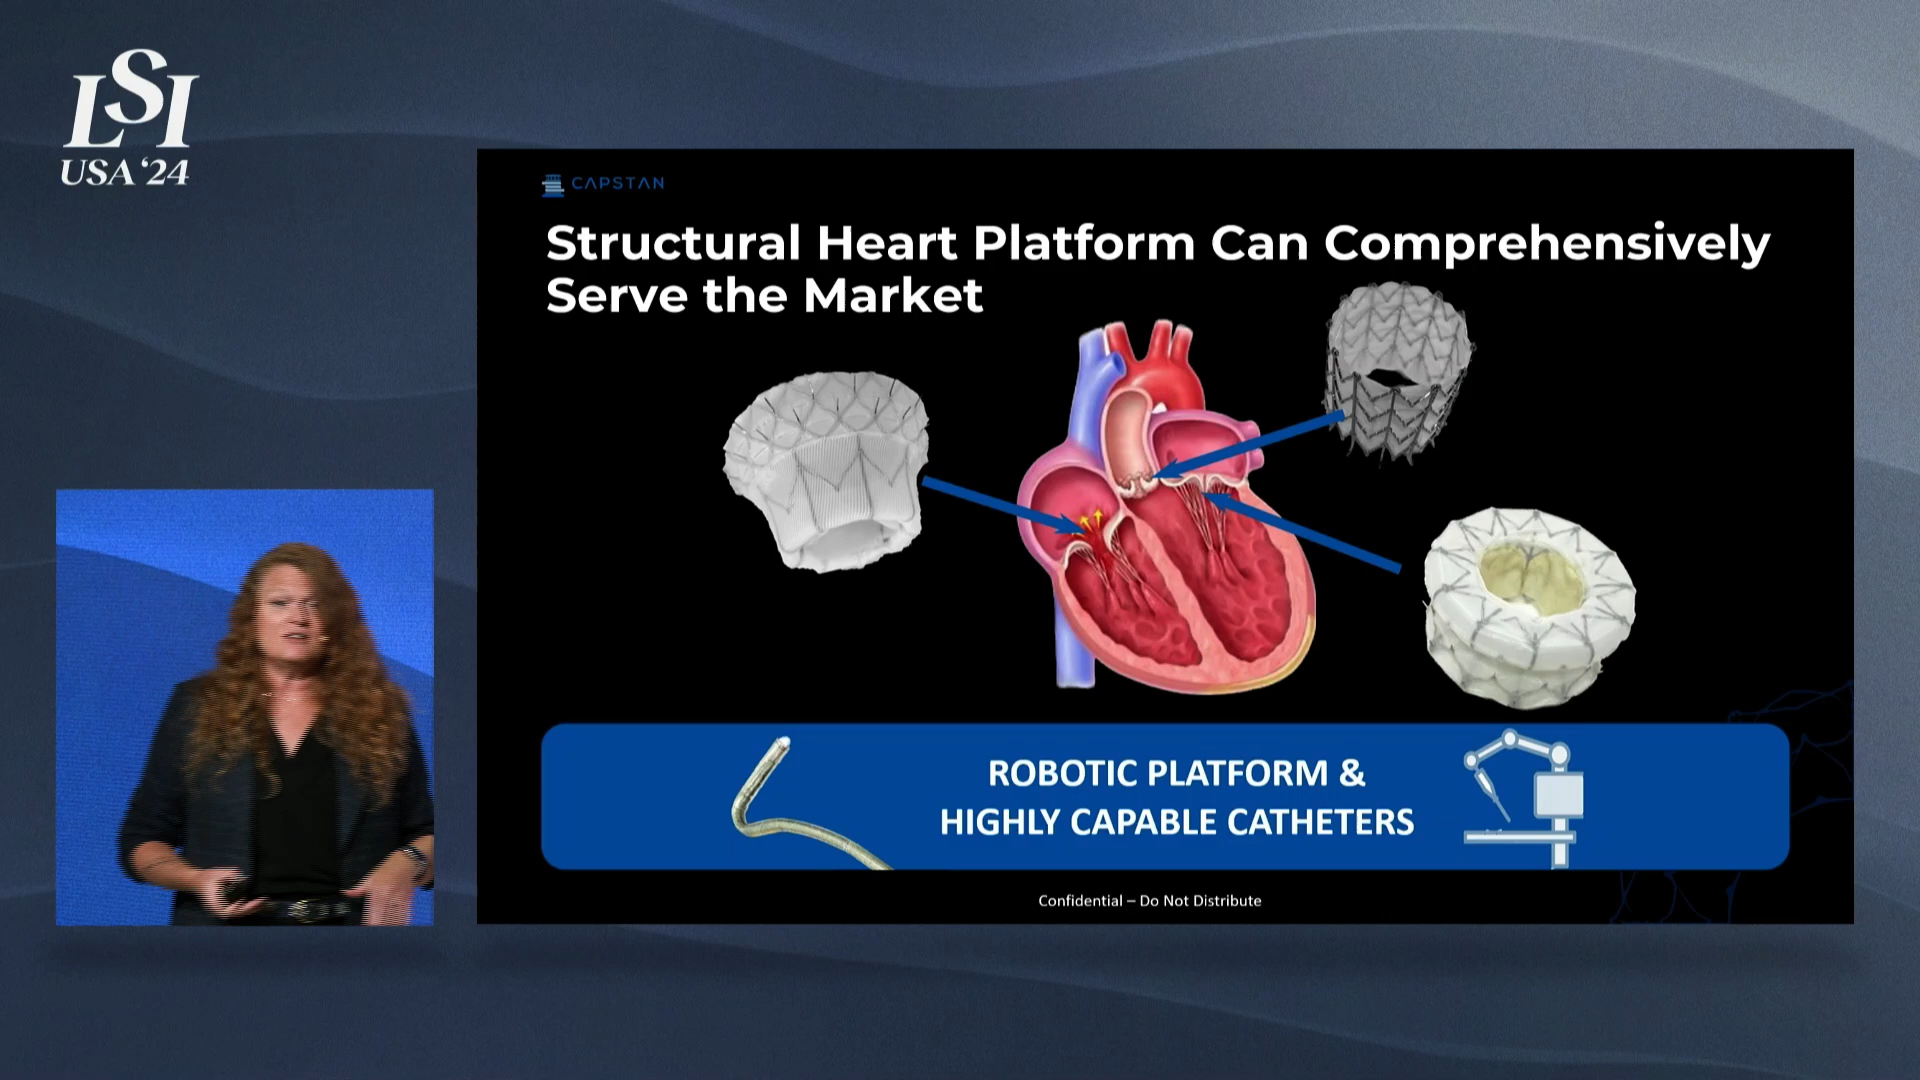 LSI
USA '24
CAPSTAN
Structural Heart Platform Can Comprehensively
Serve the Market
ROBOTIC PLATFORM &
HIGHLY CAPABLE CATHETERS
Confidential – Do Not Distribute